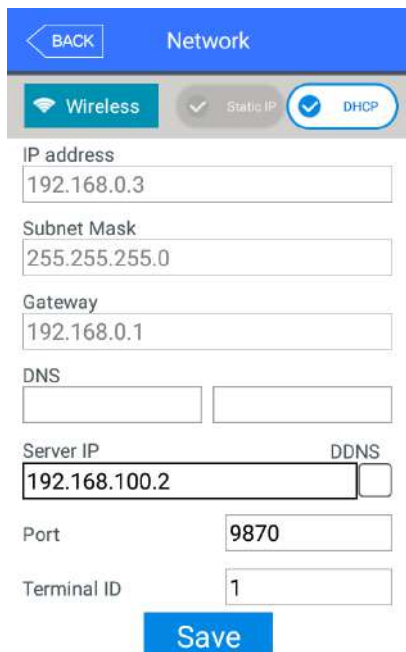 BACK Network
Wireless Static IP DHCP
IP address
192.168.0.3
Subnet Mask
255.255.255.0
Gateway
192.168.0.1
DNS
Server IP DDNS
192.168.100.2
Port 9870
Terminal ID 1
Save